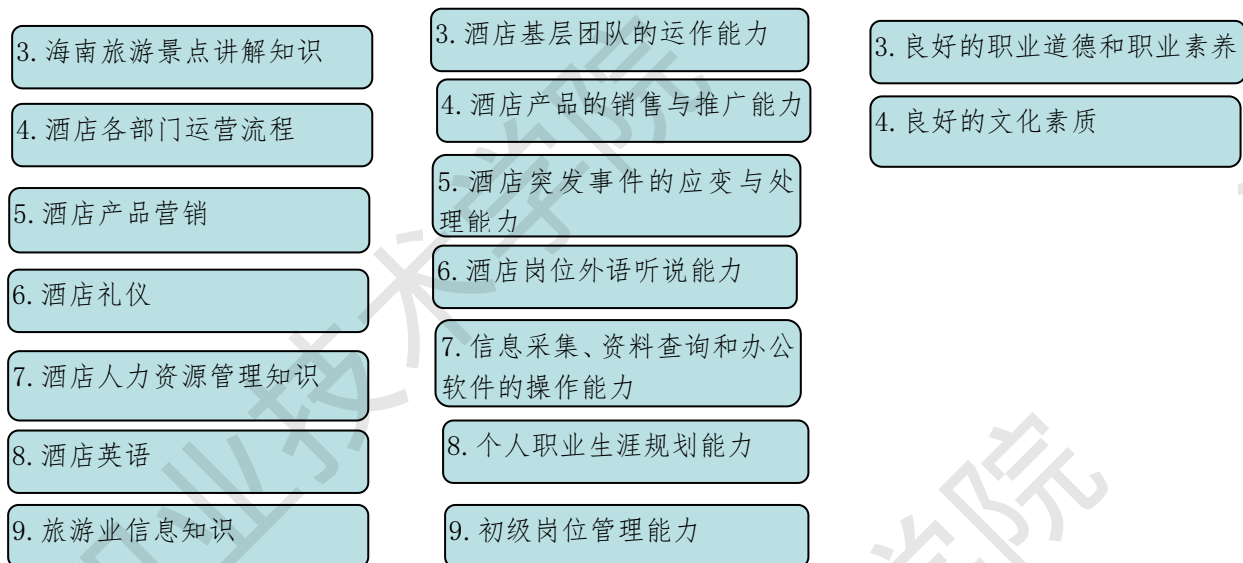 3.海南旅游景点讲解知识
4.酒店各部门运营流程
5.酒店产品营销
6.酒店礼仪
7.酒店人力资源管理知识
8.酒店英语
9.旅游业信息知识
3.酒店基层团队的运作能力
4.酒店产品的销售与推广能力
5.酒店突发事件的应变与处
理能力
6.酒店岗位外语听说能力
7.信息采集、资料查询和办公
软件的操作能力
8.个人职业生涯规划能力
9.初级岗位管理能力
3.良好的职业道德和职业素养
4.良好的文化素质
职业技术学院
学院